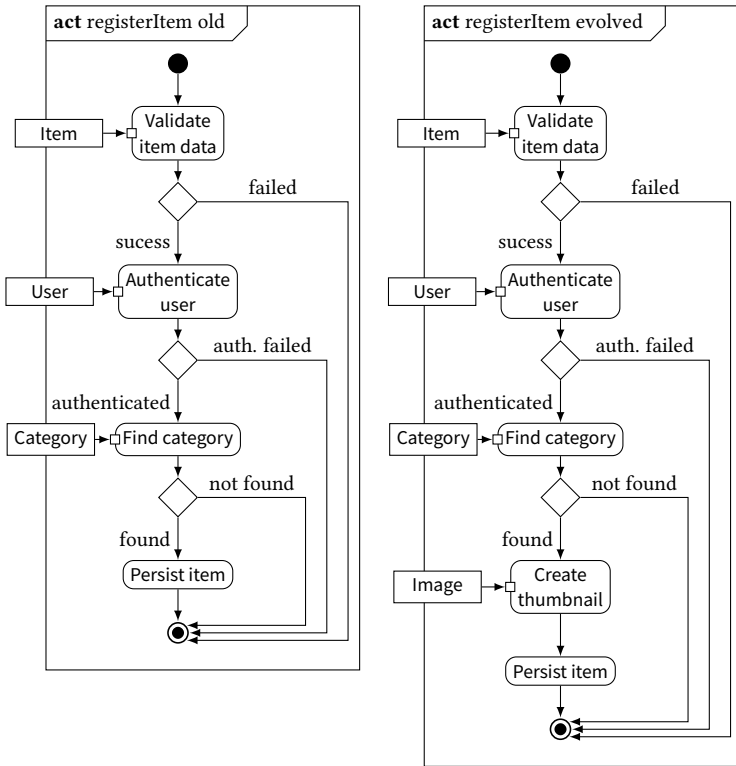 act registerItem old
Validate
item data
Item
failed
sucess
Authenticate
user
User
auth. failed
authenticated
Find category
Category
not found
found
Persist item
act registerItem evolved
Validate
item data
Item
failed
sucess
Authenticate
user
User
auth. failed
authenticated
Find category
Category
not found
found
Create
thumbnail
Image
Persist item